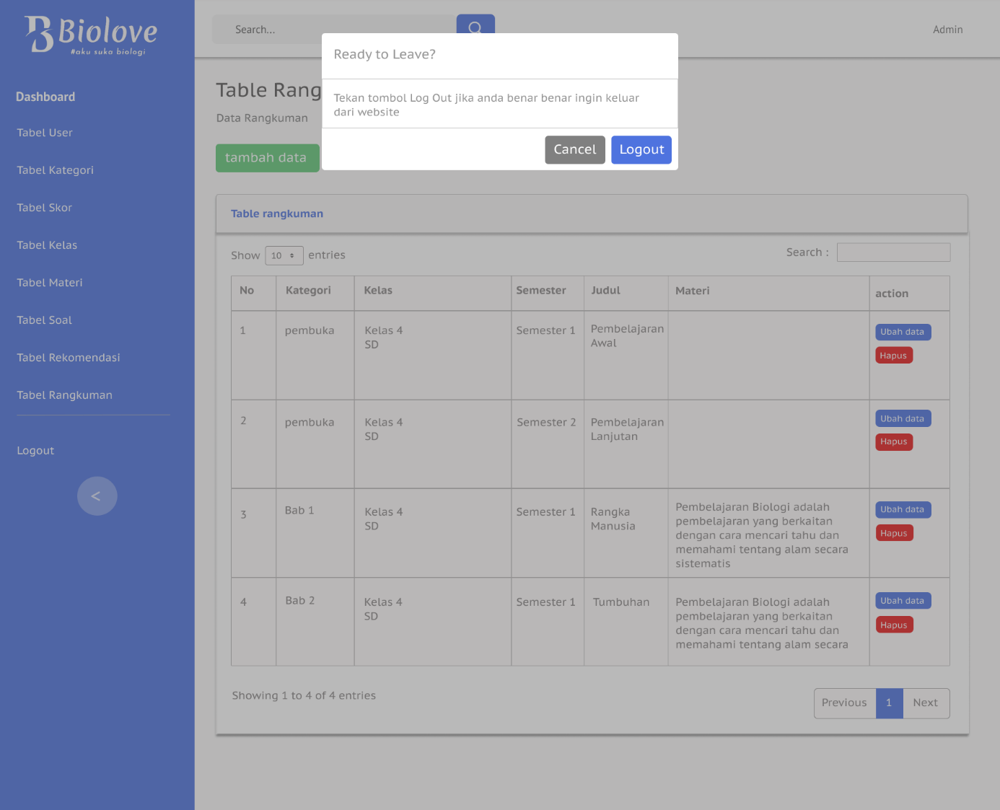 Biolove
#aku suka biologi
Dashboard
Tabel User
Tabel Kategori
Tabel Skor
Tabel Kelas
Tabel Materi
Tabel Soal
Tabel Rekomendasi
Tabel Rangkuman
Logout
<
Search...
Admin
Ready to Leave?
Tekan tombol Log Out jika anda benar benar ingin keluar
dari website
Cancel
Logout
Table Rang
Data Rangkuman
tambah data
Table rangkuman
Show 10 entries
Search :
No Kategori Kelas Semester Judul Materi action
1 pembuka Kelas 4 Semester 1 Pembelajaran Ubah data
SD Awal Hapus
2 pembuka Kelas 4 Semester 2 Pembelajaran Ubah data
SD Lanjutan Hapus
3 Bab 1 Kelas 4 Semester 1 Rangka Pembelajaran Biologi adalah Ubah data
SD Manusia pembelajaran yang berkaitan Hapus
dengan cara mencari tahu dan
memahami tentang alam secara
sistematis
4 Bab 2 Kelas 4 Semester 1 Tumbuhan Pembelajaran Biologi adalah Ubah data
SD pembelajaran yang berkaitan Hapus
dengan cara mencari tahu dan
memahami tentang alam secara
Showing 1 to 4 of 4 entries
Previous 1 Next